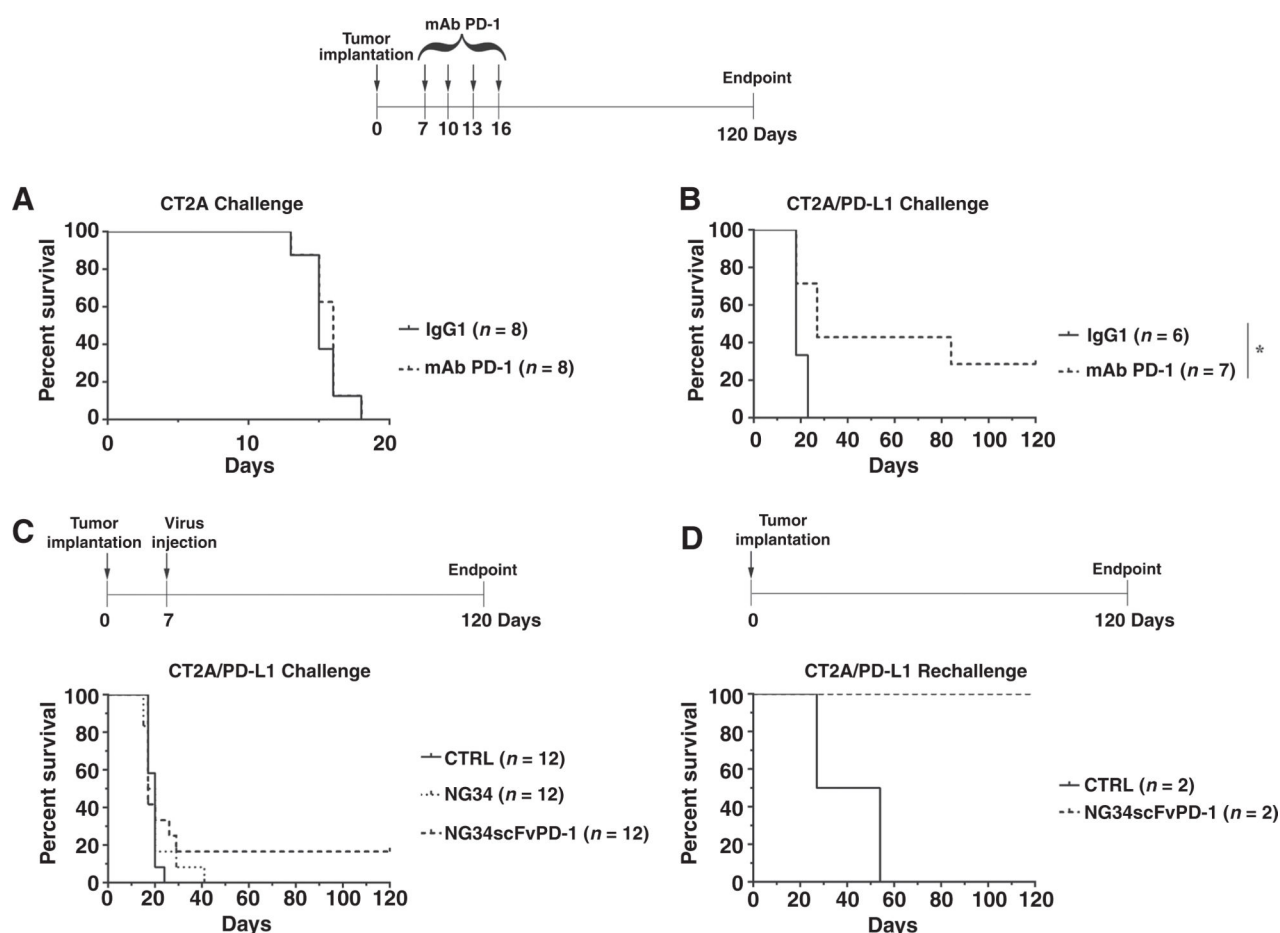 mAb PD-1
Tumor
implantation
Endpoint
0 7 10 13 16 120 Days
A
CT2A Challenge
Percent survival
100
80
60
40
20
0
0 10 20
Days
IgG1 (n = 8)
mAb PD-1 (n = 8)
B
CT2A/PD-L1 Challenge
Percent survival
100
80
60
40
20
0
0 20 40 60 80 100 120
Days
IgG1 (n = 6)
mAb PD-1 (n = 7)
*
C
Tumor
implantation
Virus
injection
Endpoint
0 7 120 Days
CT2A/PD-L1 Challenge
Percent survival
100
80
60
40
20
0
0 20 40 60 80 100 120
Days
CTRL (n = 12)
NG34 (n = 12)
NG34scFvPD-1 (n = 12)
D
Tumor
implantation
Endpoint
0 120 Days
CT2A/PD-L1 Rechallenge
Percent survival
100
80
60
40
20
0
0 20 40 60 80 100 120
Days
CTRL (n = 2)
NG34scFvPD-1 (n = 2)